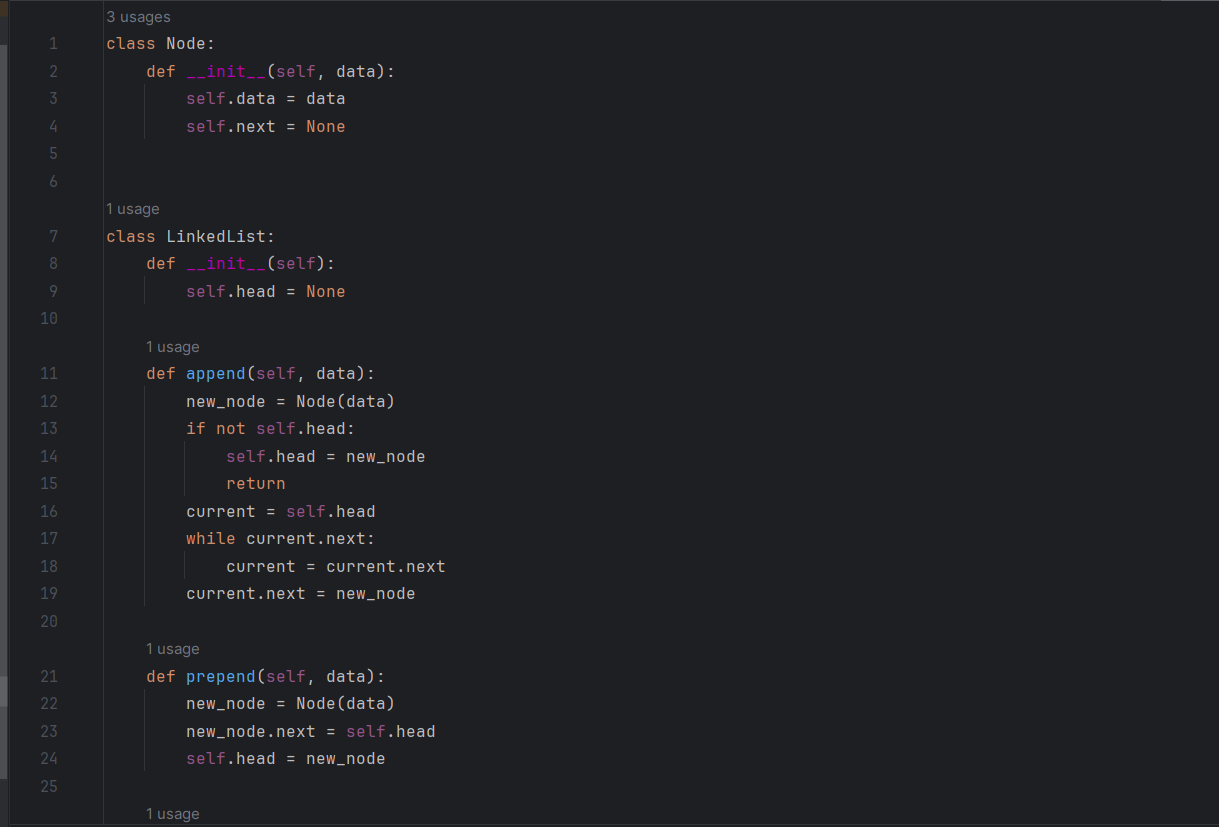 3 usages
1 class Node:
2     def __init__(self, data):
3         self.data = data
4         self.next = None
5
6
1 usage
7 class LinkedList:
8     def __init__(self):
9         self.head = None
10
1 usage
11     def append(self, data):
12         new_node = Node(data)
13         if not self.head:
14             self.head = new_node
15             return
16         current = self.head
17         while current.next:
18             current = current.next
19         current.next = new_node
20
1 usage
21     def prepend(self, data):
22         new_node = Node(data)
23         new_node.next = self.head
24         self.head = new_node
25
1 usage